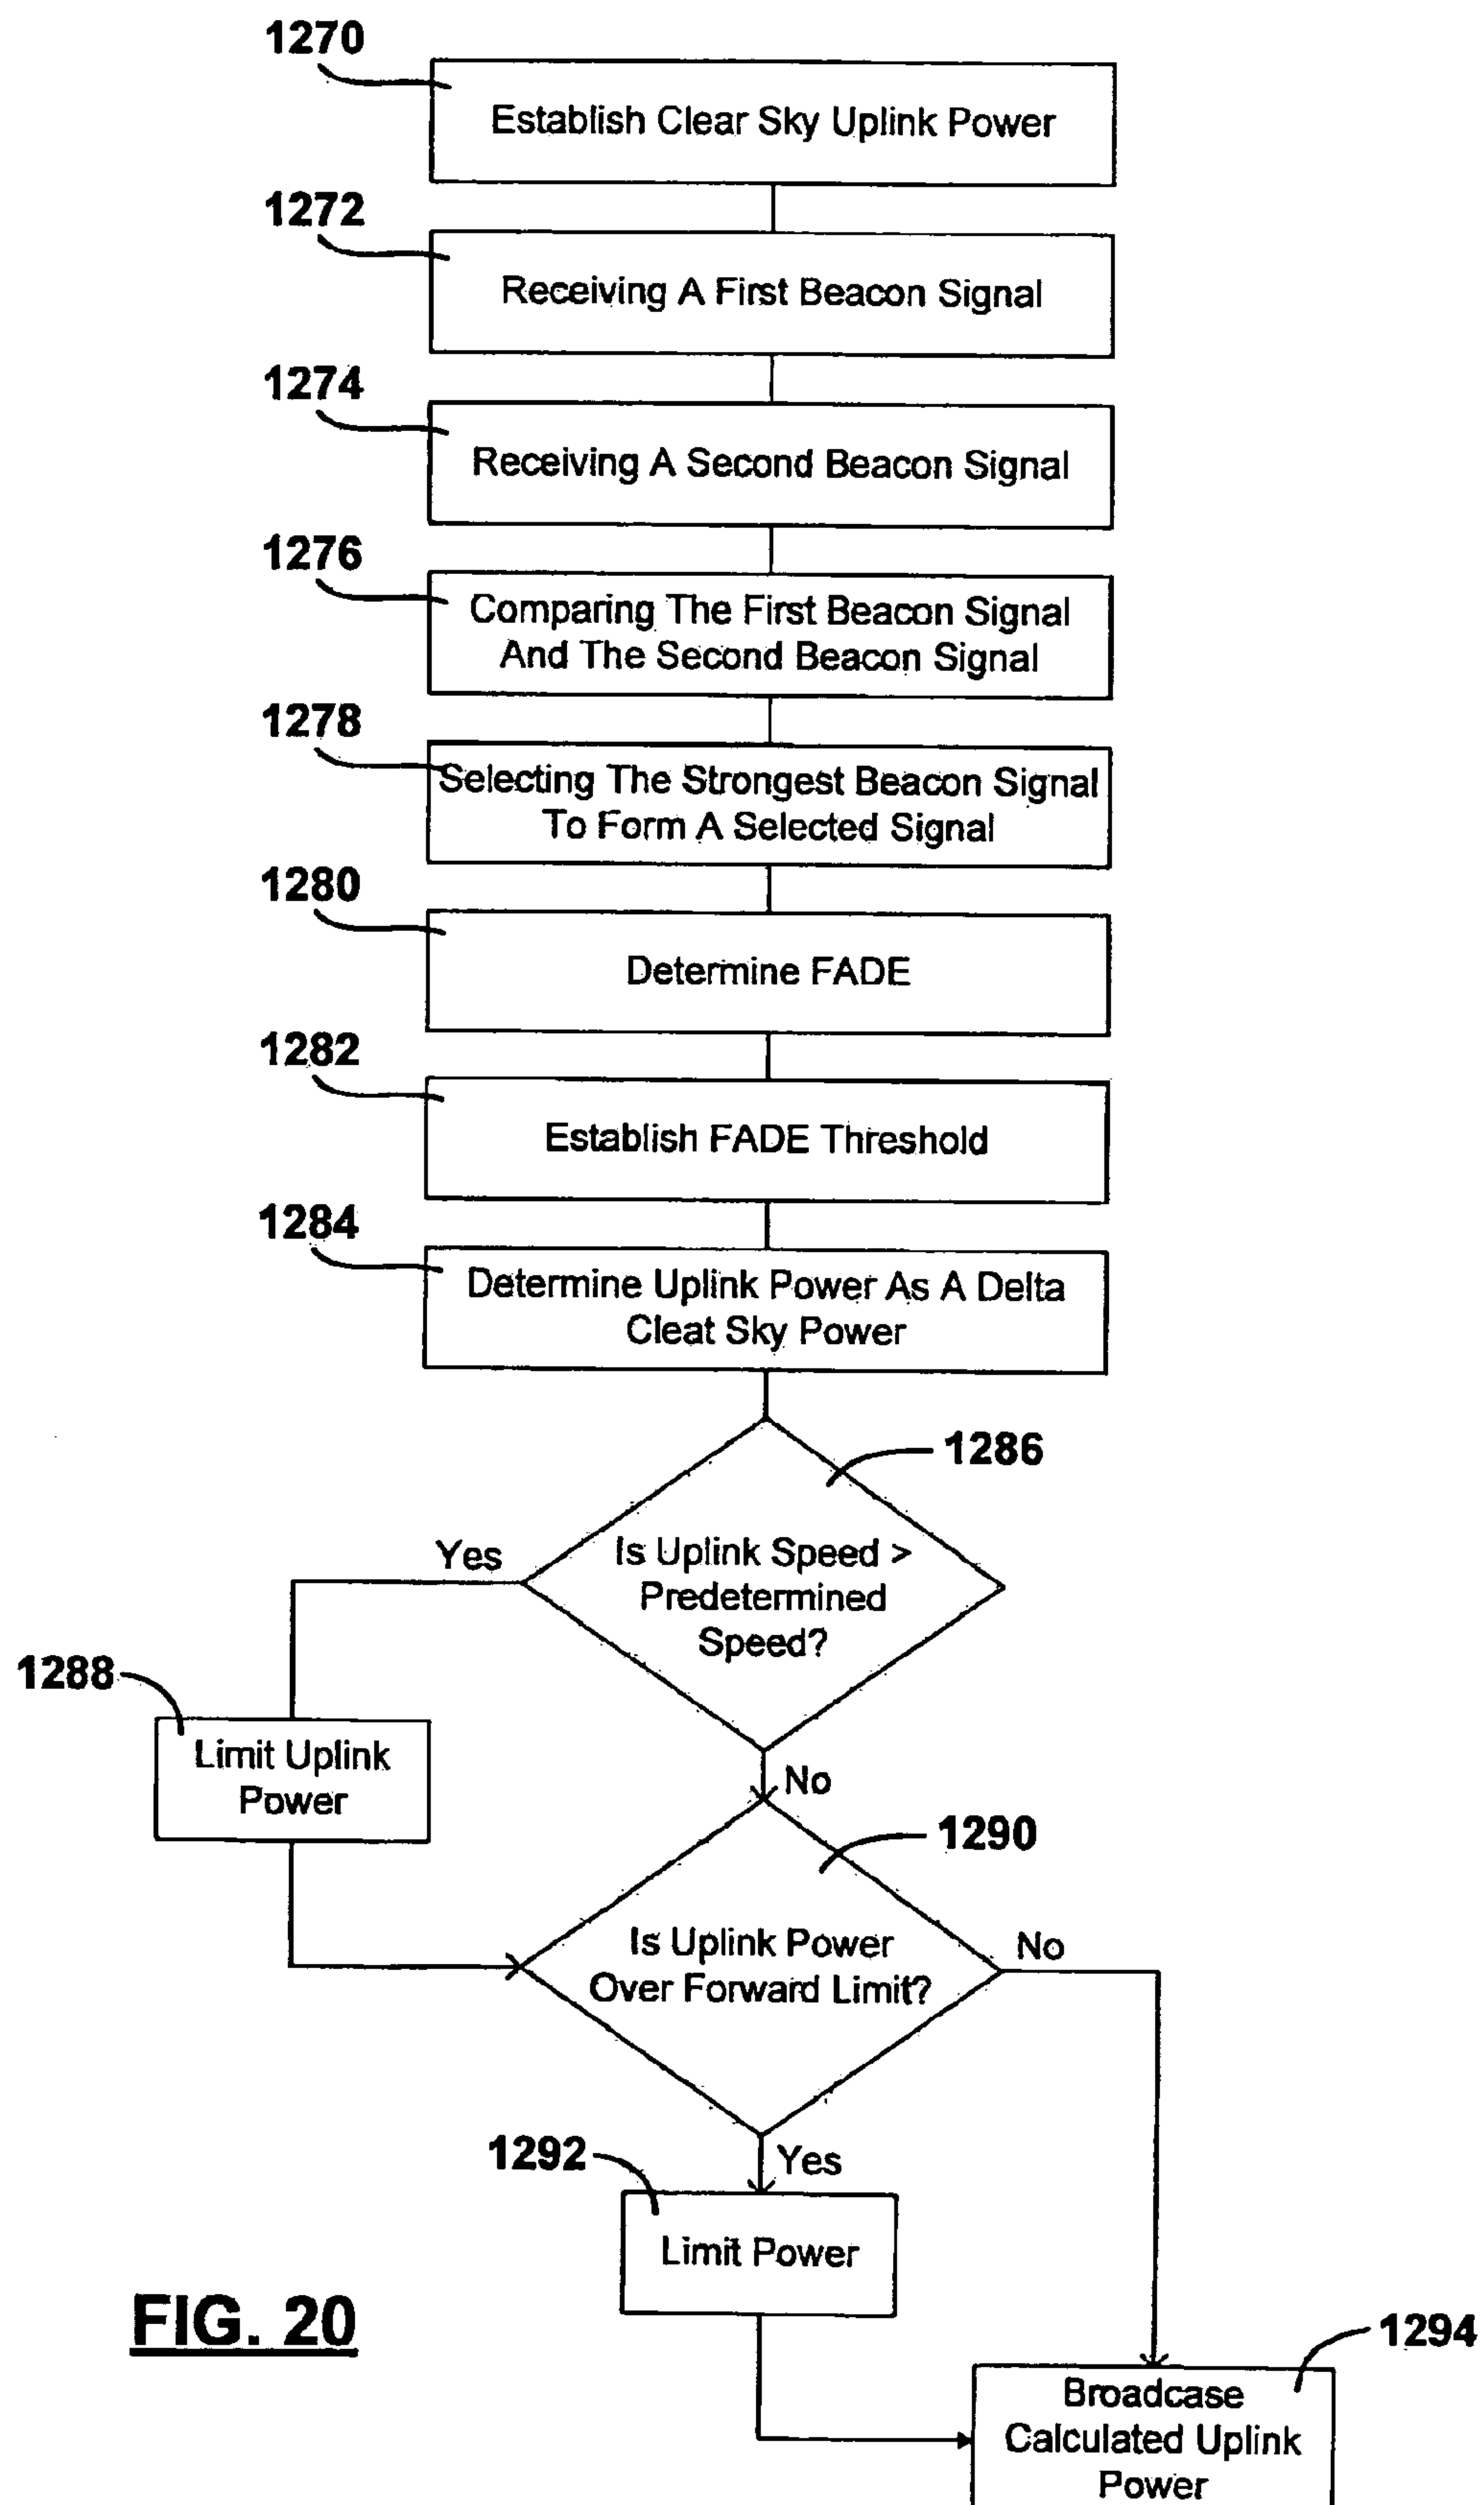 1270
Establish Clear Sky Uplink Power
1272
Receiving A First Beacon Signal
1274
Receiving A Second Beacon Signal
1276
Comparing The First Beacon Signal
And The Second Beacon Signal
1278
Selecting The Strongest Beacon Signal
To Form A Selected Signal
1280
Determine FADE
1282
Establish FADE Threshold
1284
Determine Uplink Power As A Delta
Cleat Sky Power
1286
Is Uplink Speed >
Predetermined
Speed?
Yes
1288
Limit Uplink
Power
No
1290
Is Uplink Power
Over Forward Limit?
No
1292
Yes
Limit Power
FIG. 20
1294
Broadcase
Calculated Uplink
Power